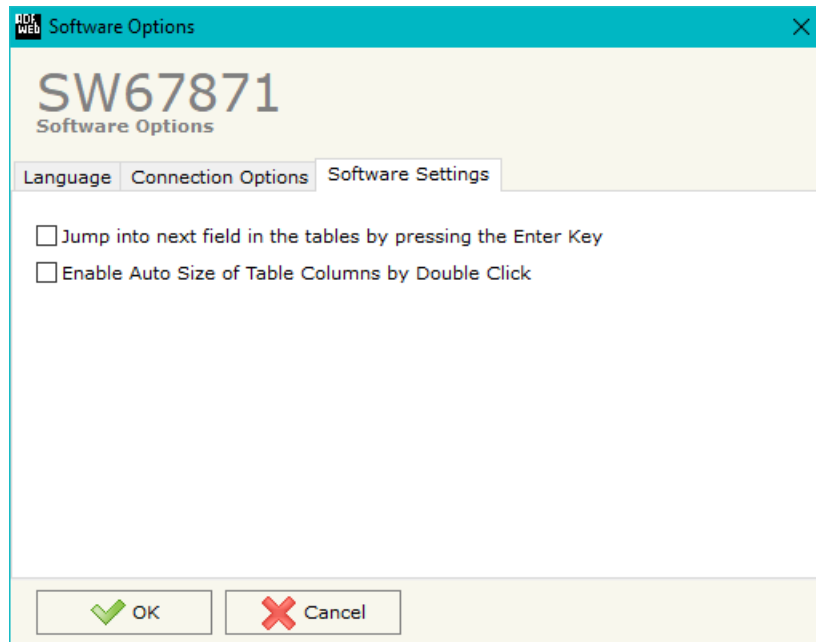 ADF
WEB
Software Options
SW67871
Software Options
Language Connection Options Software Settings
Jump into next field in the tables by pressing the Enter Key
Enable Auto Size of Table Columns by Double Click
OK Cancel